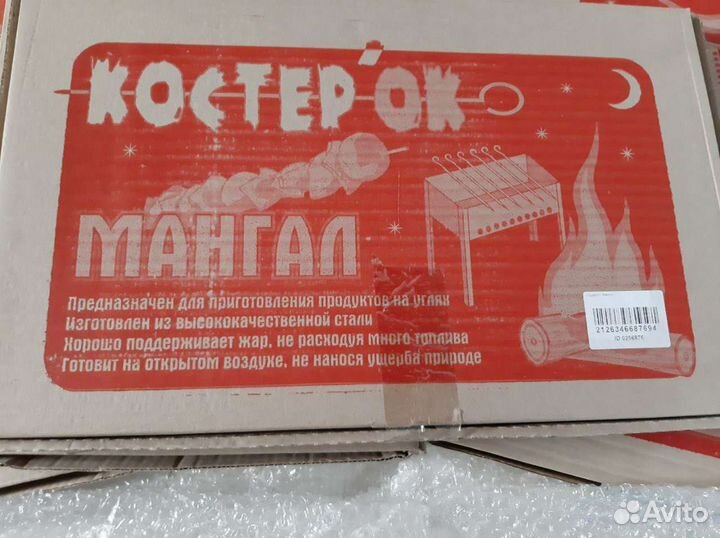 КОСТЕР'ОК
МАНГАЛ
Предназначен для приготовления продуктов на углях
Изготовлен из высококачественной стали
Хорошо поддерживает жар, не расходуя много топлива
Готовит на открытом воздухе, не нанося ущерба природе
2126346687694
Avito